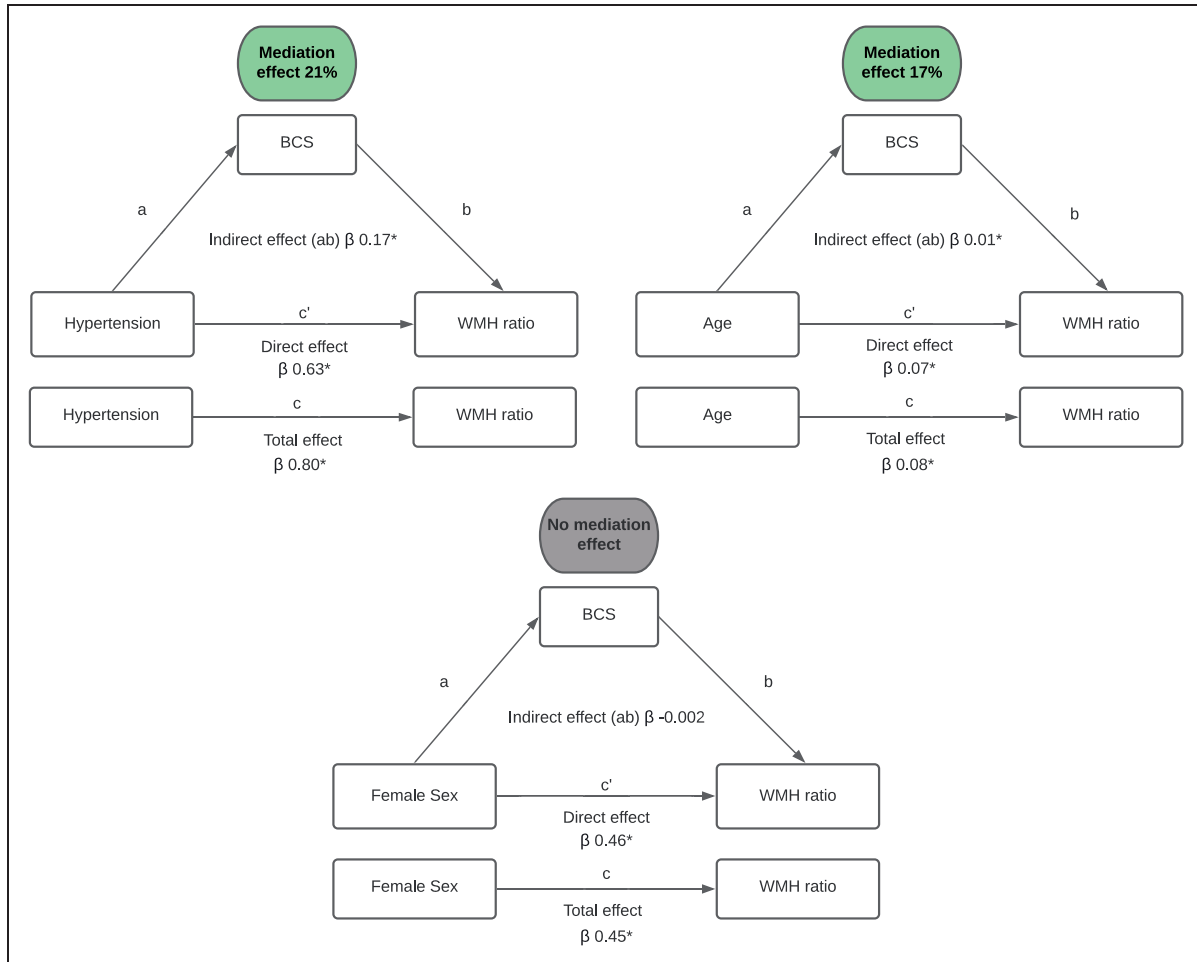 Mediation
effect 21%
BCS
a
b
Indirect effect (ab) β 0.17*
Hypertension
c'
WMH ratio
Direct effect
β 0.63*
Hypertension
c
WMH ratio
Total effect
β 0.80*
Mediation
effect 17%
BCS
a
b
Indirect effect (ab) β 0.01*
Age
c'
WMH ratio
Direct effect
β 0.07*
Age
c
WMH ratio
Total effect
β 0.08*
No mediation
effect
BCS
a
b
Indirect effect (ab) β -0.002
Female Sex
c'
WMH ratio
Direct effect
β 0.46*
Female Sex
c
WMH ratio
Total effect
β 0.45*